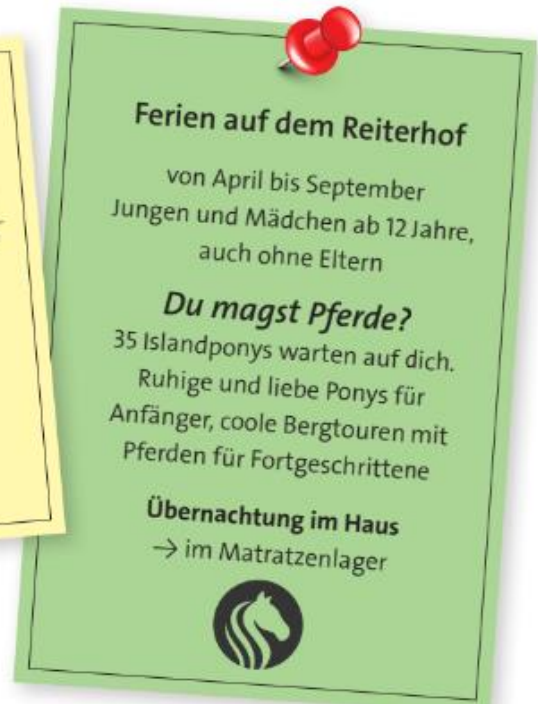 Ferien auf dem Reiterhof
von April bis September
Jungen und Mädchen ab 12 Jahre,
auch ohne Eltern
Du magst Pferde?
35 Islandponys warten auf dich.
Ruhige und liebe Ponys für
Anfänger, coole Bergtouren mit
Pferden für Fortgeschrittene
Übernachtung im Haus
→ im Matratzenlager